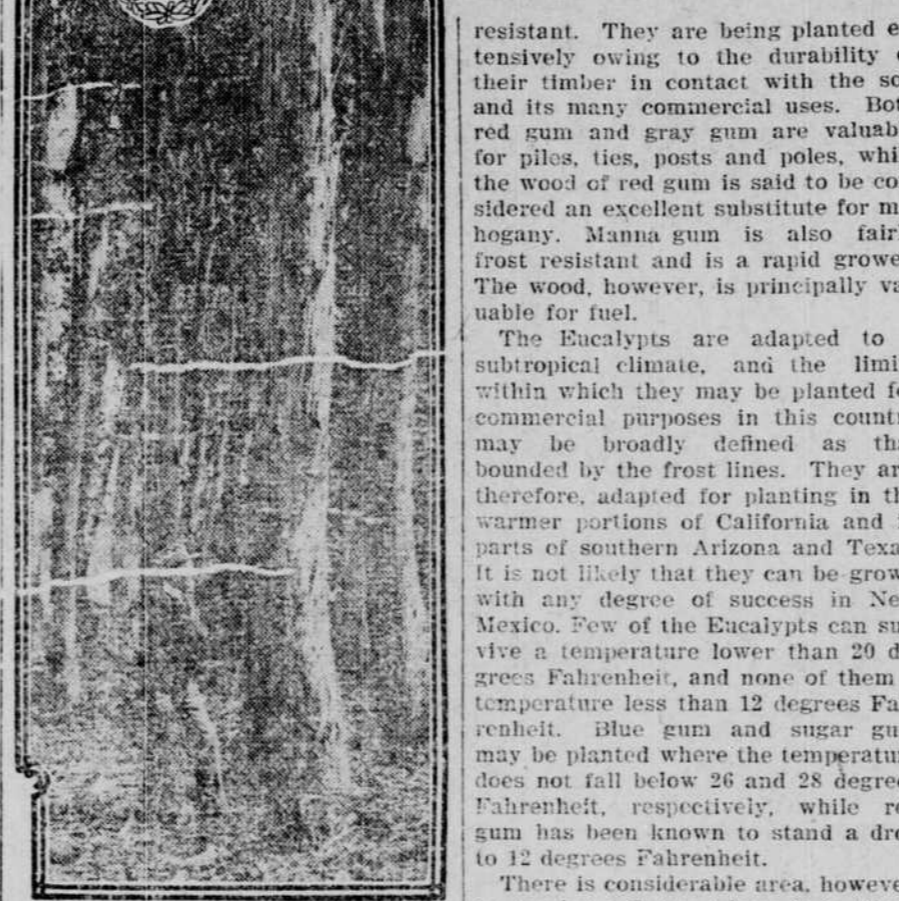 resistant. They are being planted e
tensively owing to the durability
their timber in contact with the so
and its many commercial uses. Bot
red gum and gray gum are valuab
for piles, ties, posts and poles, whi
the wood of red gum is said to be co
sidered an excellent substitute for m
hogany. Manna gum is also fair
frost resistant and is a rapid growe
The wood, however, is principally va
uable for fuel.
The Eucalypts are adapted to
subtropical climate, and the limi
within which they may be planted f
commercial purposes in this countr
may be broadly defined as tha
bounded by the frost lines. They ar
therefore, adapted for planting in th
warmer portions of California and
parts of southern Arizona and Texa
It is not likely that they can be grow
with any degree of success in Ne
Mexico. Few of the Eucalypts can su
vive a temperature lower than 20 d
grees Fahrenheit, and none of them
temperature less than 12 degrees Fa
renheit. Blue gum and sugar gu
may be planted where the temperatur
does not fall below 26 and 28 degree
Fahrenheit, respectively, while re
gum has been known to stand a dro
to 12 degrees Fahrenheit.
There is considerable area, howeve